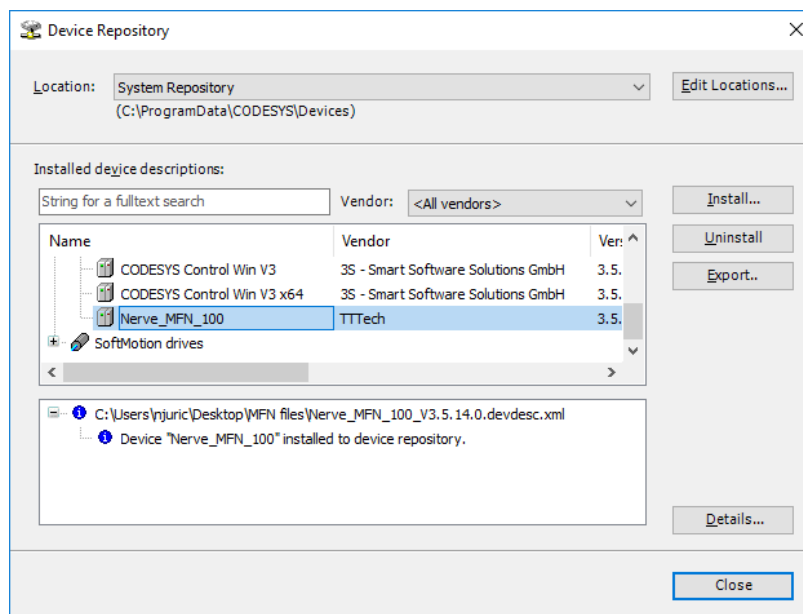 Device Repository
Location: System Repository Edit Locations...
(C:\ProgramData\CODESYS\Devices)
Installed device descriptions:
String for a fulltext search Vendor: <All vendors> Install...
Uninstall
Export..
Name Vendor Vers
CODESYS Control Win V3 3S - Smart Software Solutions GmbH 3.5.
CODESYS Control Win V3 x64 3S - Smart Software Solutions GmbH 3.5.
Nerve_MFN_100 TTTech 3.5.
SoftMotion drives
C:\Users\njuric\Desktop\MFN files\Nerve_MFN_100_V3.5.14.0.devdesc.xml
Device "Nerve_MFN_100" installed to device repository.
Details...
Close